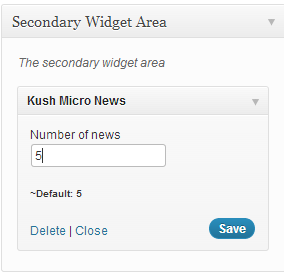 Secondary Widget Area
The secondary widget area
Kush Micro News
Number of news
5
~Default: 5
Delete | Close
Save